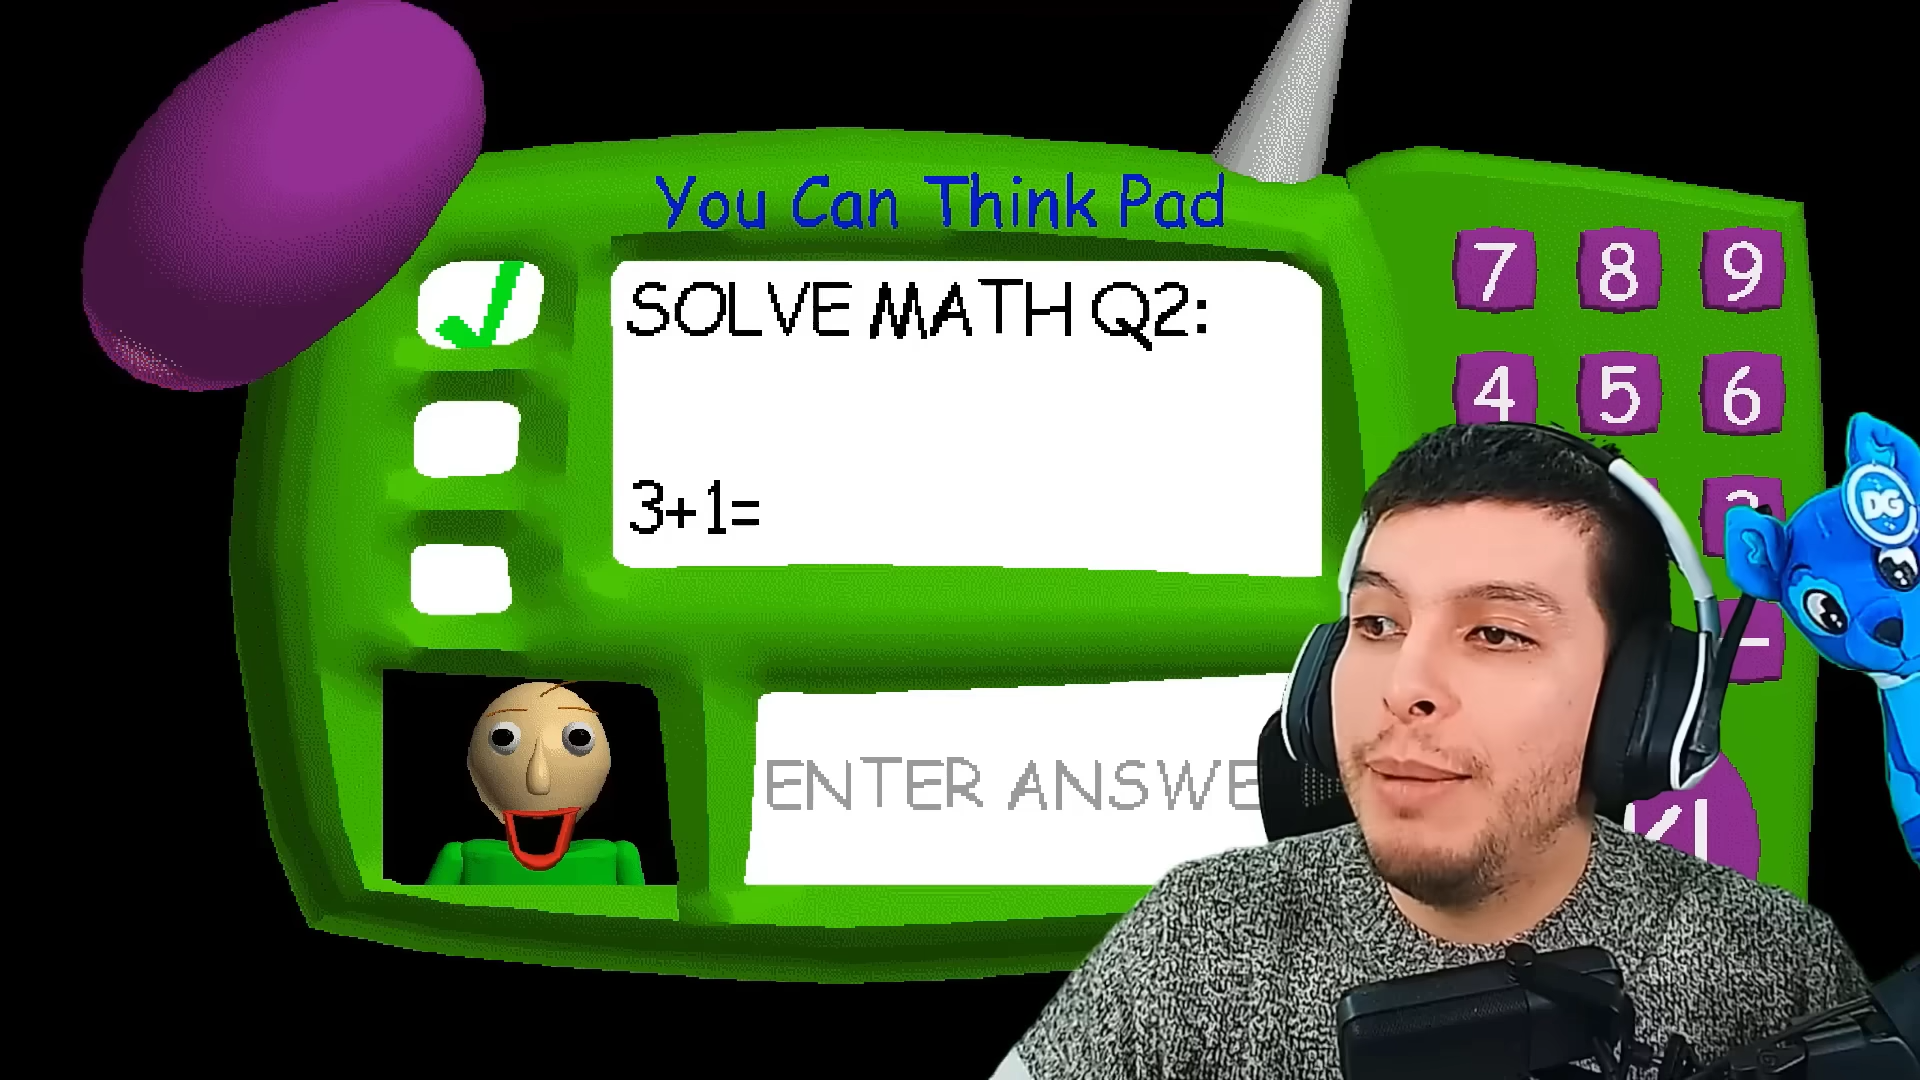 You Can Think Pad
SOLVE MATH Q2:
3+1=
7 8 9
4 5 6
DG
-
ENTER ANSWE